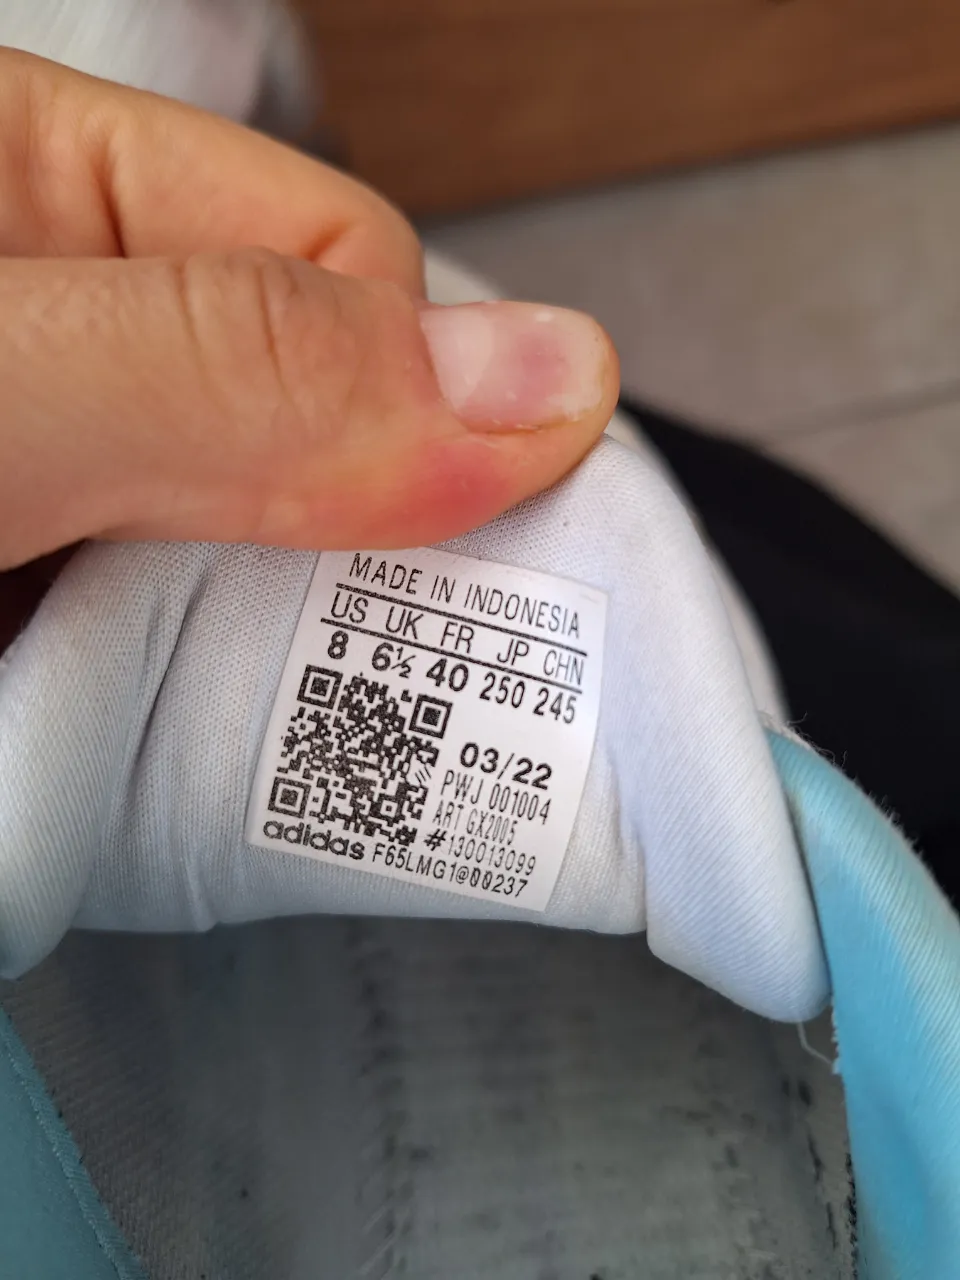 MADE IN INDONESIA
US UK FR JP CHN
8 6½ 40 250 245
03/22
PWJ 001004
ART GX2005
#130013099
adidas F65LMG1@00237